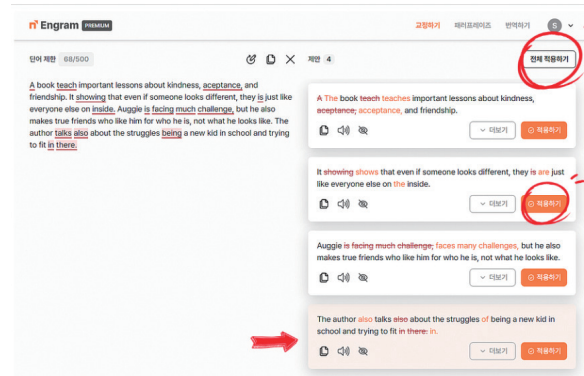 n Engram PREMIUM
교정하기 패러프레이즈 번역하기 S
단어 제한 68/500
제안 4
전체 적용하기
A book teach important lessons about kindness, aceptance, and
friendship. It showing that even if someone looks different, they is just like
everyone else on inside. Auggie is facing much challenge, but he also
makes true friends who like him for who he is, not what he looks like. The
author talks also about the struggles being a new kid in school and trying
to fit in there.
A The book teach teaches important lessons about kindness,
aceptance, acceptance, and friendship.
더보기 적용하기
It showing shows that even if someone looks different, they is are just
like everyone else on the inside.
더보기 적용하기
Auggie is facing much challenge, faces many challenges, but he also
makes true friends who like him for who he is, not what he looks like.
더보기 적용하기
The author also talks also about the struggles of being a new kid in
school and trying to fit in there. in.
더보기 적용하기